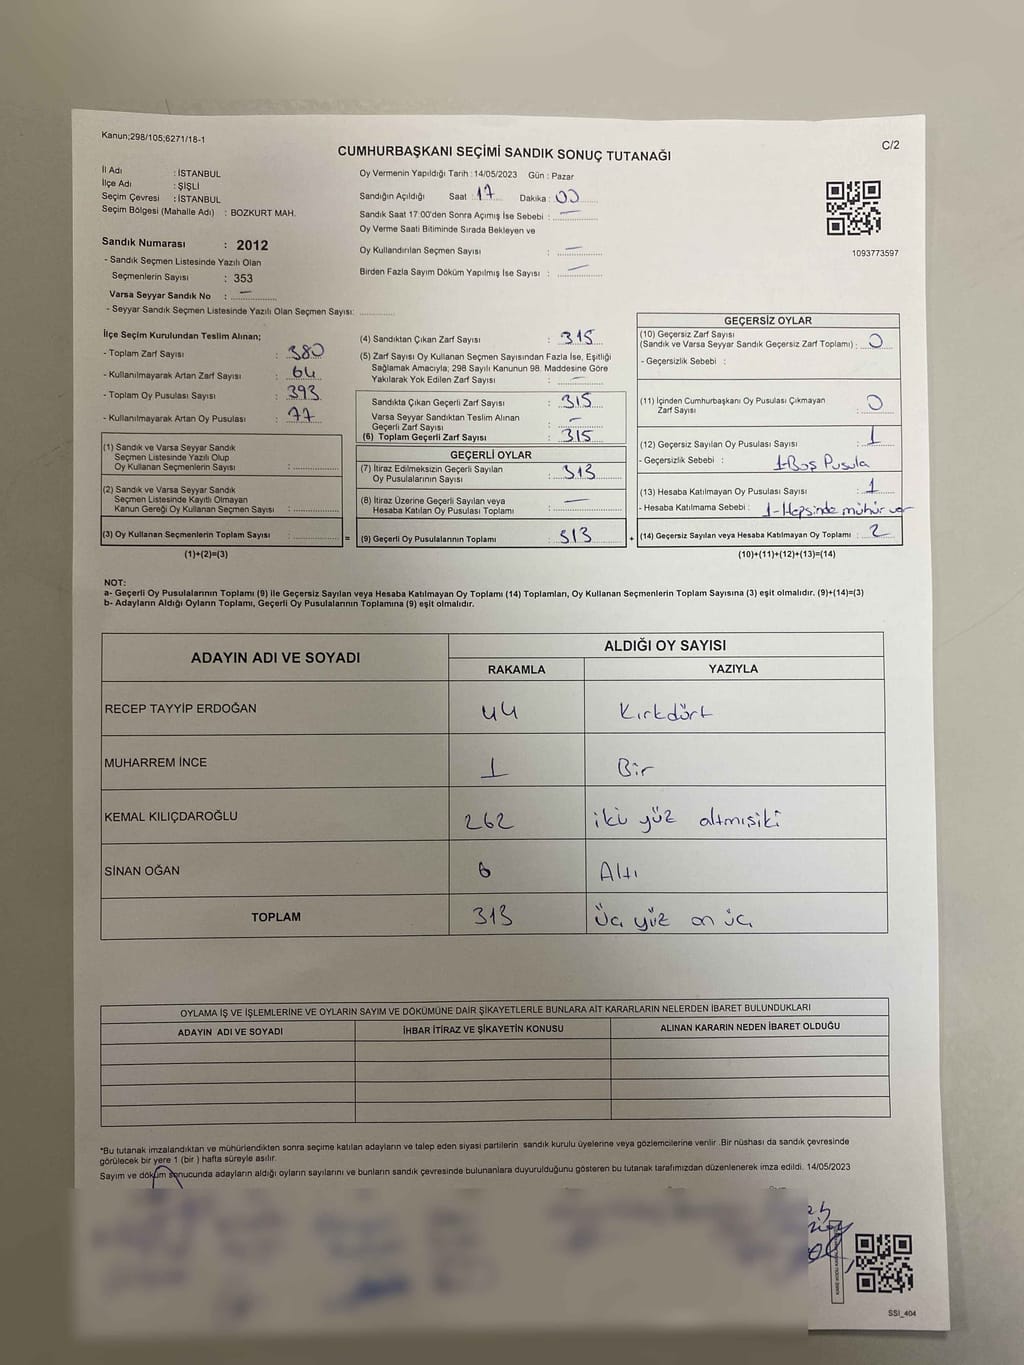 Kanun;298/105;6271/18-1
C/2
CUMHURBAŞKANI SEÇİMİ SANDIK SONUÇ TUTANAĞI
İl Adı : İSTANBUL
İlçe Adı : ŞİŞLİ
Seçim Çevresi : İSTANBUL
Seçim Bölgesi (Mahalle Adı) : BOZKURT MAH.
Sandık Numarası : 2012
- Sandık Seçmen Listesinde Yazılı Olan
Seçmenlerin Sayısı : 353
Varsa Seyyar Sandık No : —
- Seyyar Sandık Seçmen Listesinde Yazılı Olan Seçmen Sayısı:
Oy Vermenin Yapıldığı Tarih : 14/05/2023 Gün : Pazar
Sandığın Açıldığı Saat : 17 Dakika : 00
Sandık Saat 17:00'den Sonra Açımış İse Sebebi : —
Oy Verme Saati Bitiminde Sırada Bekleyen ve
Oy Kullandırılan Seçmen Sayısı : —
Birden Fazla Sayım Döküm Yapılmış İse Sayısı : —
1093773597
İlçe Seçim Kurulundan Teslim Alınan;
- Toplam Zarf Sayısı : 380
- Kullanılmayarak Artan Zarf Sayısı : 64
- Toplam Oy Pusulası Sayısı : 393
- Kullanılmayarak Artan Oy Pusulası : 77
(1) Sandık ve Varsa Seyyar Sandık
Seçmen Listesinde Yazılı Olup
Oy Kullanan Seçmenlerin Sayısı :
(2) Sandık ve Varsa Seyyar Sandık
Seçmen Listesinde Kayıtlı Olmayan
Kanun Gereği Oy Kullanan Seçmen Sayısı :
(3) Oy Kullanan Seçmenlerin Toplam Sayısı : =
(1)+(2)=(3)
(4) Sandıktan Çıkan Zarf Sayısı : 315
(5) Zarf Sayısı Oy Kullanan Seçmen Sayısından Fazla İse, Eşitliği
Sağlamak Amacıyla; 298 Sayılı Kanunun 98. Maddesine Göre
Yakılarak Yok Edilen Zarf Sayısı : —
Sandıkta Çıkan Geçerli Zarf Sayısı : 315
Varsa Seyyar Sandıktan Teslim Alınan
Geçerli Zarf Sayısı : —
(6) Toplam Geçerli Zarf Sayısı : 315
GEÇERLİ OYLAR
(7) İtiraz Edilmeksizin Geçerli Sayılan
Oy Pusulalarının Sayısı : 313
(8) İtiraz Üzerine Geçerli Sayılan veya
Hesaba Katılan Oy Pusulası Toplamı : —
(9) Geçerli Oy Pusulalarının Toplamı : 313 +
GEÇERSİZ OYLAR
(10) Geçersiz Zarf Sayısı
(Sandık ve Varsa Seyyar Sandık Geçersiz Zarf Toplamı) : 0
- Geçersizlik Sebebi :
(11) İçinden Cumhurbaşkanı Oy Pusulası Çıkmayan
Zarf Sayısı : 0
(12) Geçersiz Sayılan Oy Pusulası Sayısı : 1
- Geçersizlik Sebebi : 1-Boş Pusula
(13) Hesaba Katılmayan Oy Pusulası Sayısı : 1
- Hesaba Katılmama Sebebi : 1-Hepsinde mühür var
(14) Geçersiz Sayılan veya Hesaba Katılmayan Oy Toplamı : 2
(10)+(11)+(12)+(13)=(14)
NOT:
a- Geçerli Oy Pusulalarının Toplamı (9) ile Geçersiz Sayılan veya Hesaba Katılmayan Oy Toplamı (14) Toplamları, Oy Kullanan Seçmenlerin Toplam Sayısına (3) eşit olmalıdır. (9)+(14)=(3)
b- Adayların Aldığı Oyların Toplamı, Geçerli Oy Pusulalarının Toplamına (9) eşit olmalıdır.
ADAYIN ADI VE SOYADI ALDIĞI OY SAYISI
RAKAMLA YAZIYLA
RECEP TAYYİP ERDOĞAN 44 Kırkdört
MUHARREM İNCE 1 Bir
KEMAL KILIÇDAROĞLU 262 iki yüz altmışiki
SİNAN OĞAN 6 Altı
TOPLAM 313 Üç yüz on üç
OYLAMA İŞ VE İŞLEMLERİNE VE OYLARIN SAYIM VE DÖKÜMÜNE DAİR ŞİKAYETLERLE BUNLARA AİT KARARLARIN NELERDEN İBARET BULUNDUKLARI
ADAYIN ADI VE SOYADI İHBAR İTİRAZ VE ŞİKAYETİN KONUSU ALINAN KARARIN NEDEN İBARET OLDUĞU
*Bu tutanak imzalandıktan ve mühürlendikten sonra seçime katılan adayların ve talep eden siyasi partilerin sandık kurulu üyelerine veya gözlemcilerine verilir .Bir nüshası da sandık çevresinde
görülecek bir yere 1 (bir ) hafta süreyle asılır.
Sayım ve döküm sonucunda adayların aldığı oyların sayılarını ve bunların sandık çevresinde bulunanlara duyurulduğunu gösteren bu tutanak tarafımızdan düzenlenerek imza edildi. 14/05/2023
SSI_404